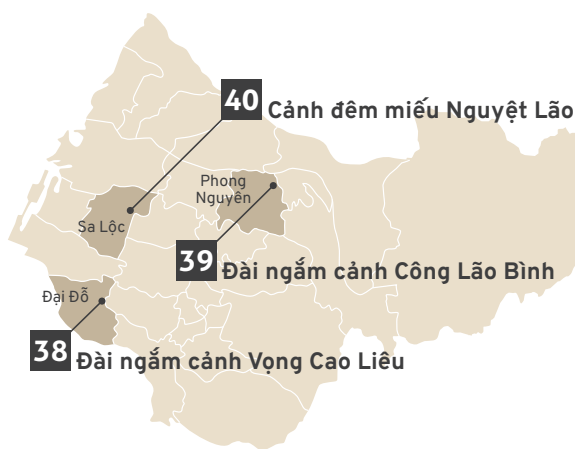 40 Cảnh đêm miếu Nguyệt Lão
Phong
Nguyên
Sa Lộc
39 Đài ngắm cảnh Công Lão Bình
Đại Đỗ
38 Đài ngắm cảnh Vọng Cao Liêu